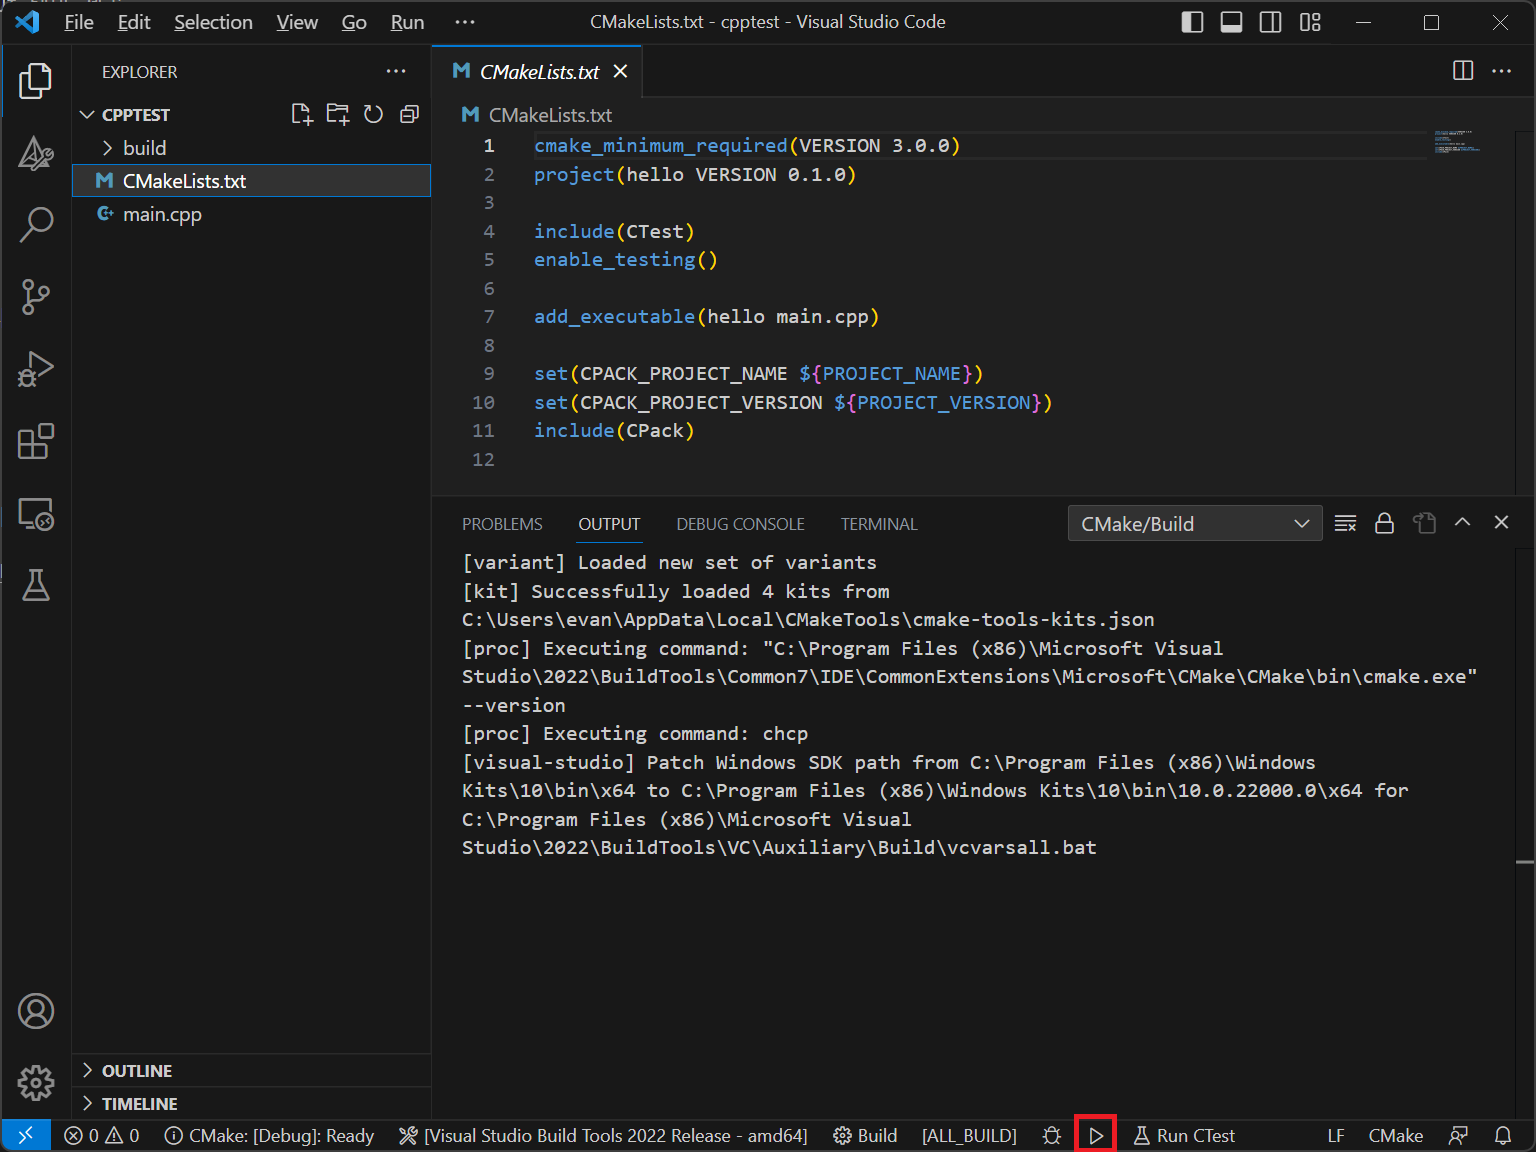 File Edit Selection View Go Run ··· CMakeLists.txt - cpptest - Visual Studio Code
EXPLORER
CPPTEST
build
CMakeLists.txt
main.cpp
OUTLINE
TIMELINE
CMakeLists.txt
CMakeLists.txt
1 cmake_minimum_required(VERSION 3.0.0)
2 project(hello VERSION 0.1.0)
3
4 include(CTest)
5 enable_testing()
6
7 add_executable(hello main.cpp)
8
9 set(CPACK_PROJECT_NAME ${PROJECT_NAME})
10 set(CPACK_PROJECT_VERSION ${PROJECT_VERSION})
11 include(CPack)
12
PROBLEMS OUTPUT DEBUG CONSOLE TERMINAL CMake/Build
[variant] Loaded new set of variants
[kit] Successfully loaded 4 kits from
C:\Users\evan\AppData\Local\CMakeTools\cmake-tools-kits.json
[proc] Executing command: "C:\Program Files (x86)\Microsoft Visual
Studio\2022\BuildTools\Common7\IDE\CommonExtensions\Microsoft\CMake\CMake\bin\cmake.exe"
--version
[proc] Executing command: chcp
[visual-studio] Patch Windows SDK path from C:\Program Files (x86)\Windows
Kits\10\bin\x64 to C:\Program Files (x86)\Windows Kits\10\bin\10.0.22000.0\x64 for
C:\Program Files (x86)\Microsoft Visual
Studio\2022\BuildTools\VC\Auxiliary\Build\vcvarsall.bat
0 0 CMake: [Debug]: Ready [Visual Studio Build Tools 2022 Release - amd64] Build [ALL_BUILD] Run CTest LF CMake